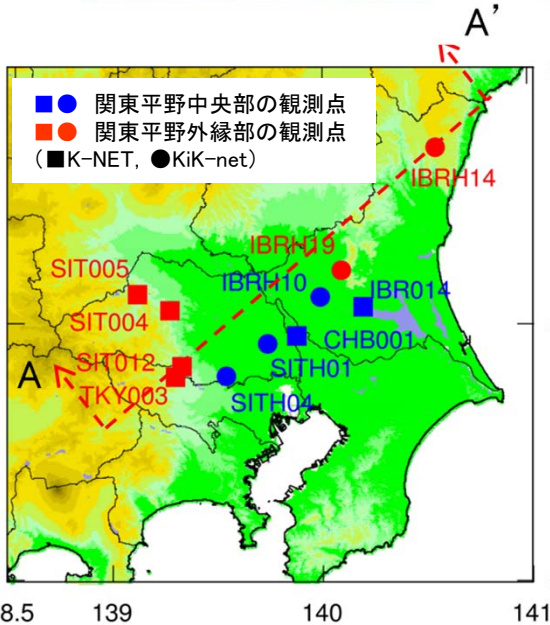 A’
■● 関東平野中央部の観測点
■● 関東平野外縁部の観測点
(■K-NET, ●KiK-net)
IBRH14
IBRH19
SIT005
IBRH10
IBR014
SIT004
CHB001
SIT012
SITH01
A
TKY003
SITH04
8.5 139 140 141